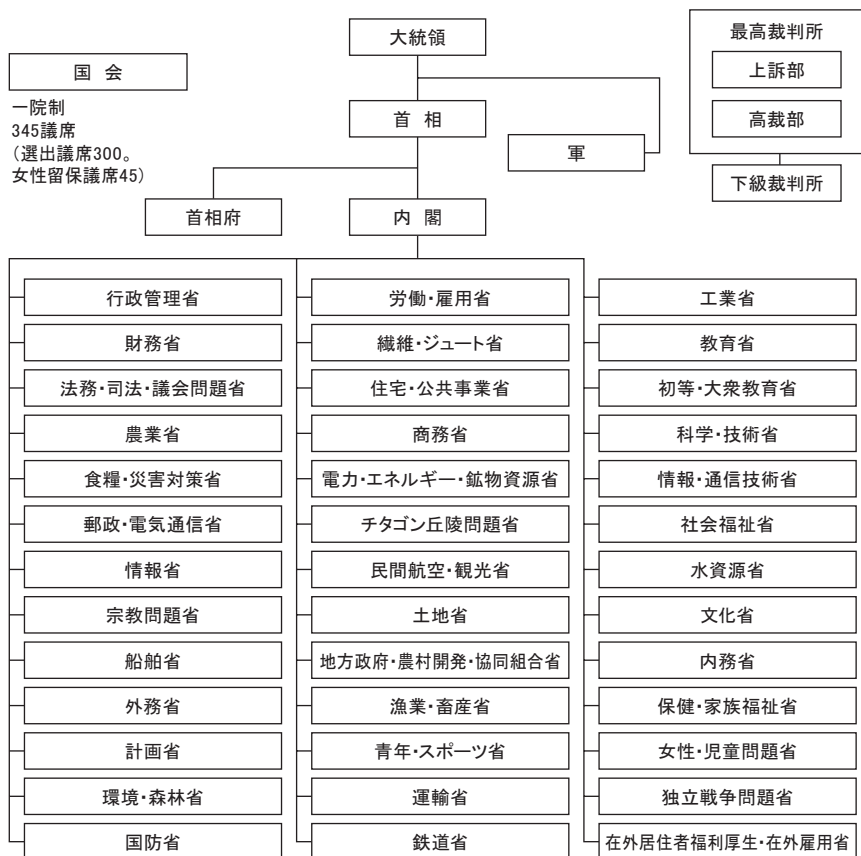 大統領
国 会
一院制
345議席
（選出議席300。
女性留保議席45）
首 相
軍
首相府
内 閣
最高裁判所
上訴部
高裁部
下級裁判所
行政管理省
財務省
法務・司法・議会問題省
農業省
食糧・災害対策省
郵政・電気通信省
情報省
宗教問題省
船舶省
外務省
計画省
環境・森林省
国防省
労働・雇用省
繊維・ジュート省
住宅・公共事業省
商務省
電力・エネルギー・鉱物資源省
チタゴン丘陵問題省
民間航空・観光省
土地省
地方政府・農村開発・協同組合省
漁業・畜産省
青年・スポーツ省
運輸省
鉄道省
工業省
教育省
初等・大衆教育省
科学・技術省
情報・通信技術省
社会福祉省
水資源省
文化省
内務省
保健・家族福祉省
女性・児童問題省
独立戦争問題省
在外居住者福利厚生・在外雇用省